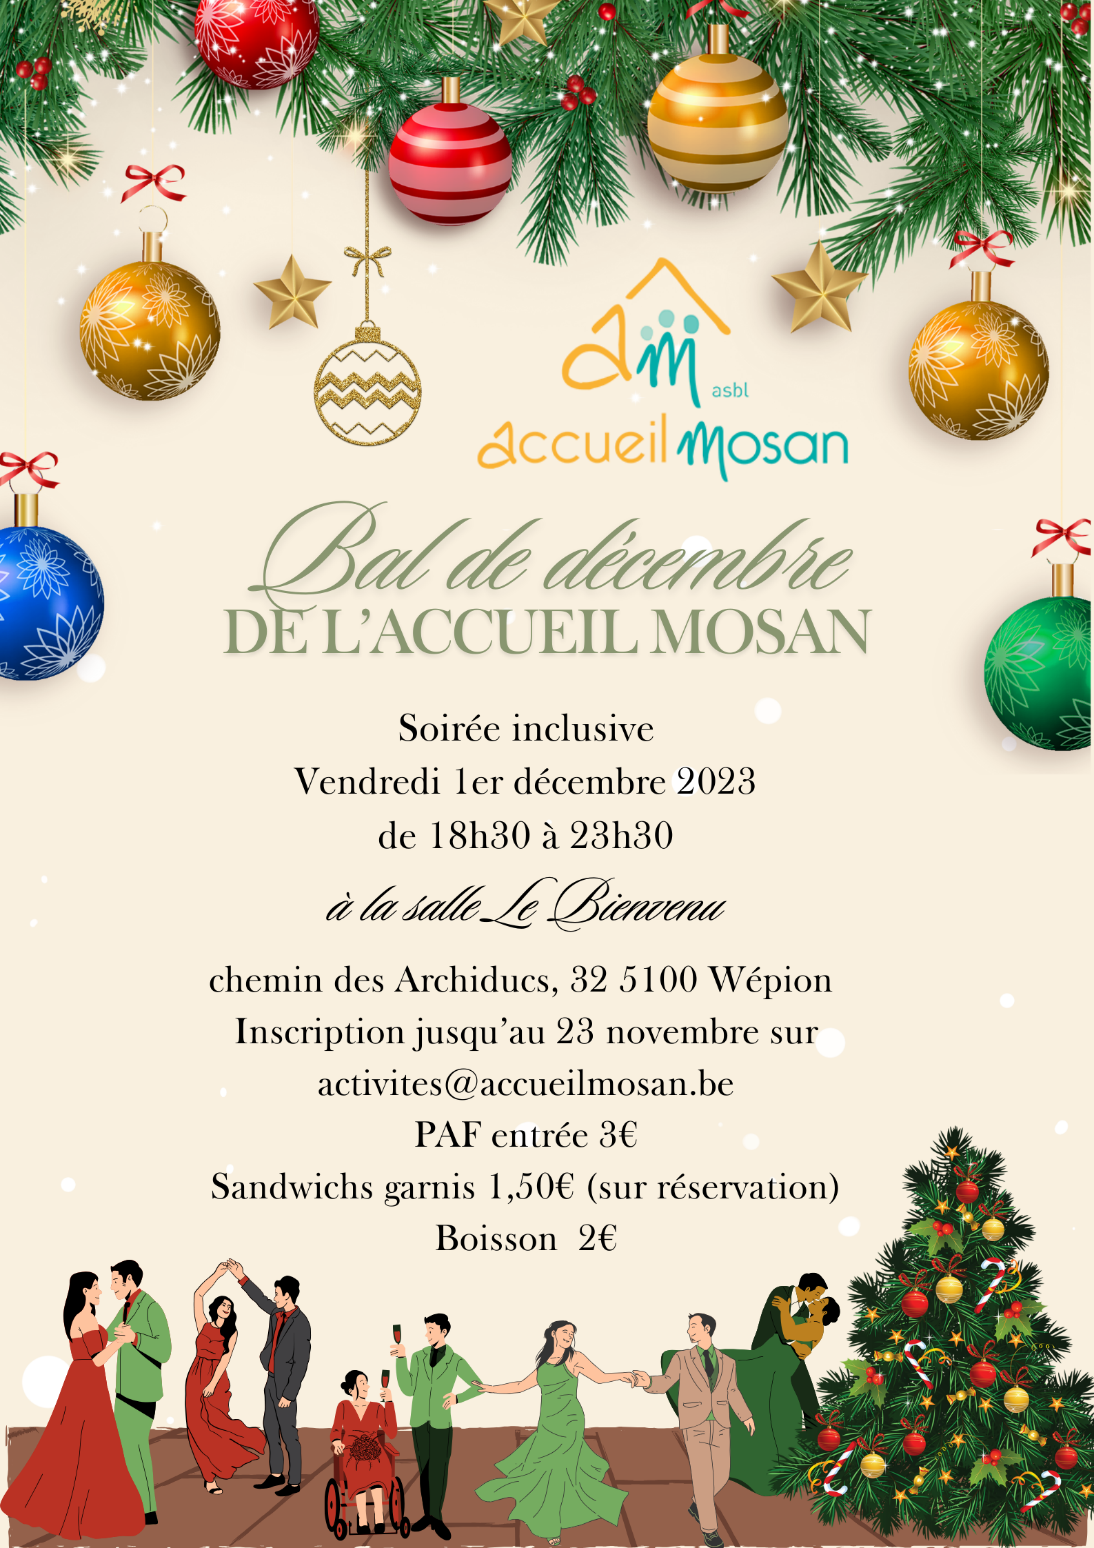 am
asbl
accueil mosan
Bal de décembre
DE L'ACCUEIL MOSAN
Soirée inclusive
Vendredi 1er décembre 2023
de 18h30 à 23h30
à la salle Le Bienvenu
chemin des Archiducs, 32 5100 Wépion
Inscription jusqu'au 23 novembre sur
activites@accueilmosan.be
PAF entrée 3€
Sandwichs garnis 1,50€ (sur réservation)
Boisson  2€